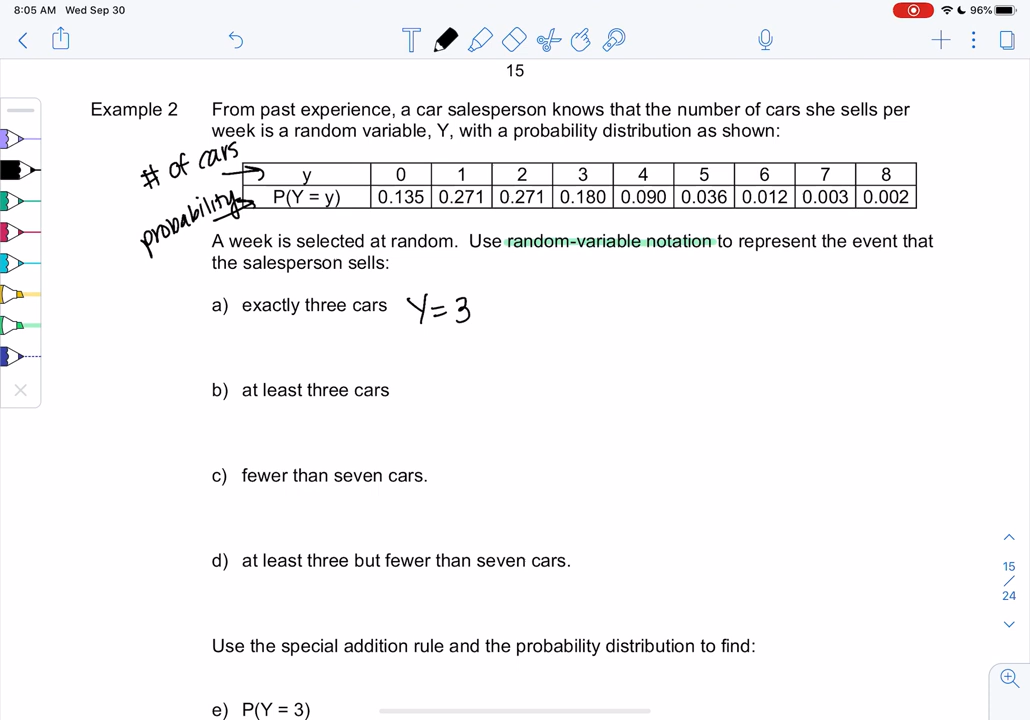 8:05 AM Wed Sep 30
96%
15
Example 2 From past experience, a car salesperson knows that the number of cars she sells per
week is a random variable, Y, with a probability distribution as shown:
# of cars
y 0 1 2 3 4 5 6 7 8
probability
P(Y = y) 0.135 0.271 0.271 0.180 0.090 0.036 0.012 0.003 0.002
A week is selected at random. Use random-variable notation to represent the event that
the salesperson sells:
a) exactly three cars Y = 3
b) at least three cars
c) fewer than seven cars.
d) at least three but fewer than seven cars.
15
/
24
Use the special addition rule and the probability distribution to find:
e) P(Y = 3)